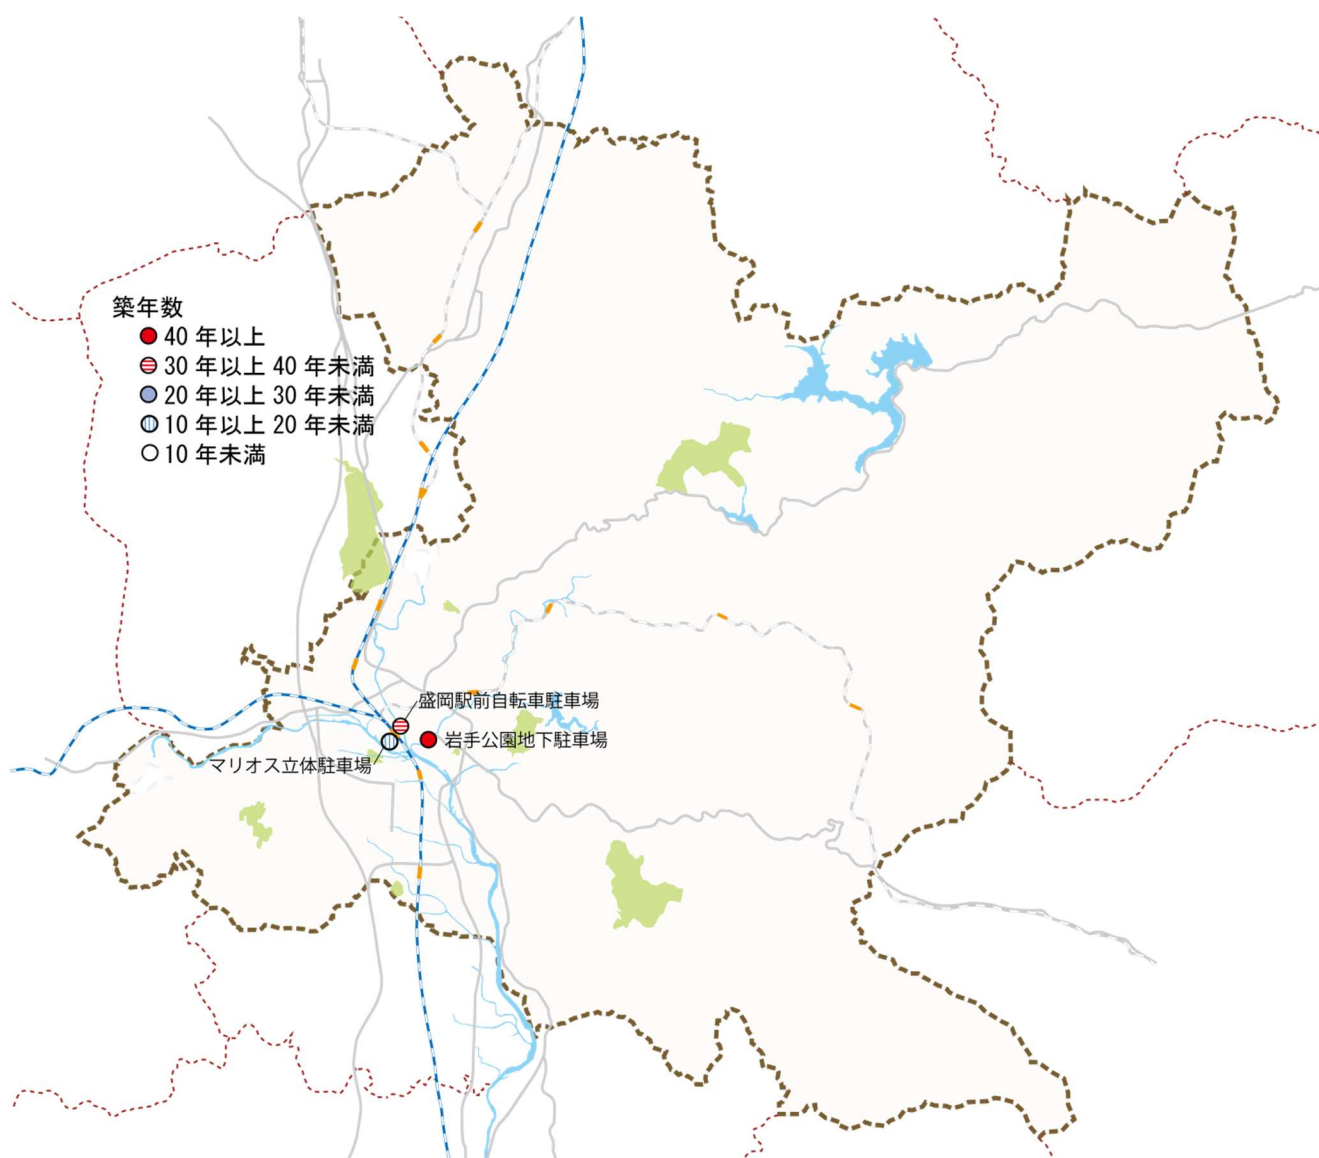 築年数
40 年以上
30 年以上 40 年未満
20 年以上 30 年未満
10 年以上 20 年未満
10 年未満
盛岡駅前自転車駐車場
岩手公園地下駐車場
マリオス立体駐車場